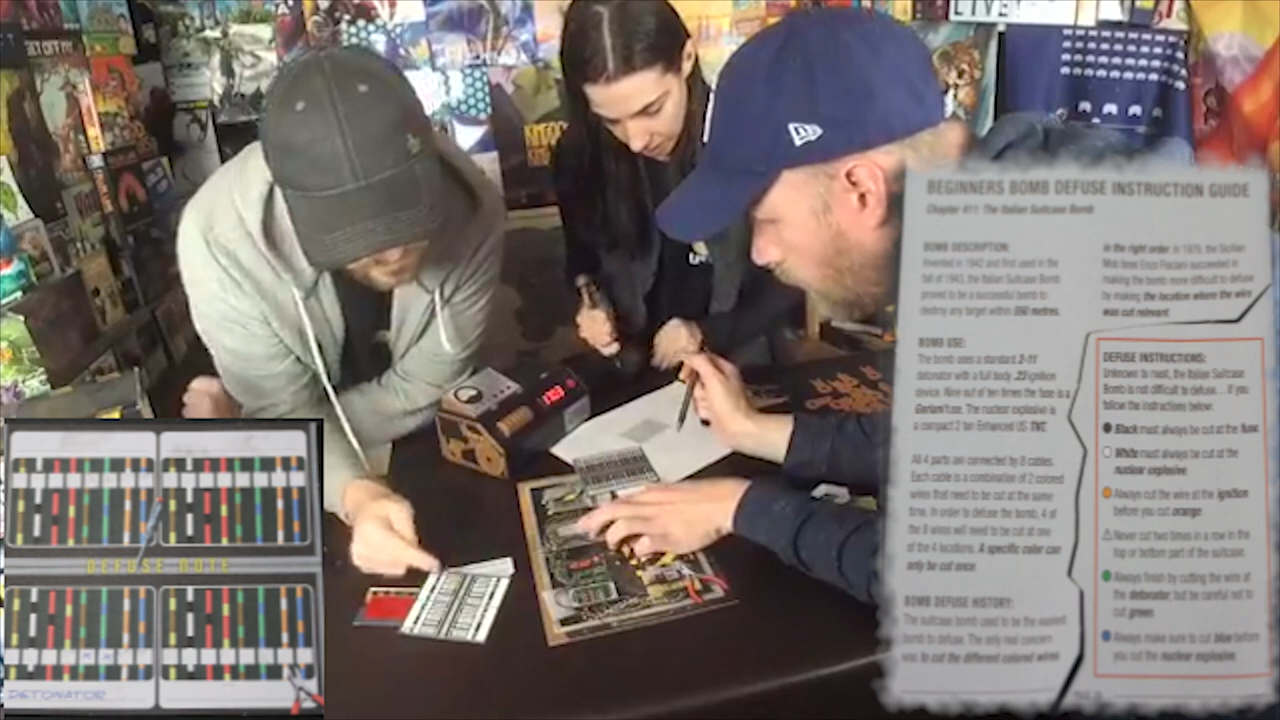 GET OFF MY
LIVE!
BEGINNERS BOMB DEFUSE INSTRUCTION GUIDE
Chapter 411: The Italian Suitcase Bomb
BOMB DESCRIPTION:
Invented in 1942 and first used in the
fall of 1943, the Italian Suitcase Bomb
proved to be a successful bomb to
destroy any target within 550 metres.
BOMB USE:
The bomb uses a standard 2-11
detonator with a full body .23 ignition
device. Nine out of ten times the fuse is a
Goriani fuse. The nuclear explosive is
a compact 2 ton Enhanced US TNT.
All 4 parts are connected by 8 cables.
Each cable is a combination of 2 colored
wires that need to be cut at the same
time. In order to defuse the bomb, 4 of
the 8 wires will need to be cut at one
of the 4 locations. A specific color can
only be cut once.
BOMB DEFUSE HISTORY:
The suitcase bomb used to be the easiest
bomb to defuse. The only real concern
was to cut the different colored wires
in the right order. In 1979, the Sicilian
Mob boss Enzo Fisciani succeeded in
making the bomb more difficult to defuse
by making the location where the wire
was cut relevant.
DEFUSE INSTRUCTIONS:
Unknown to most, the Italian Suitcase
Bomb is not difficult to defuse... if you
follow the instructions below:
Black must always be cut at the fuse.
White must always be cut at the
nuclear explosive.
Always cut the wire at the ignition
before you cut orange.
Never cut two times in a row in the
top or bottom part of the suitcase.
Always finish by cutting the wire at
the detonator, but be careful not to
cut green.
Always make sure to cut blue before
you cut the nuclear explosive.
DEFUSE NOTE
DETONATOR